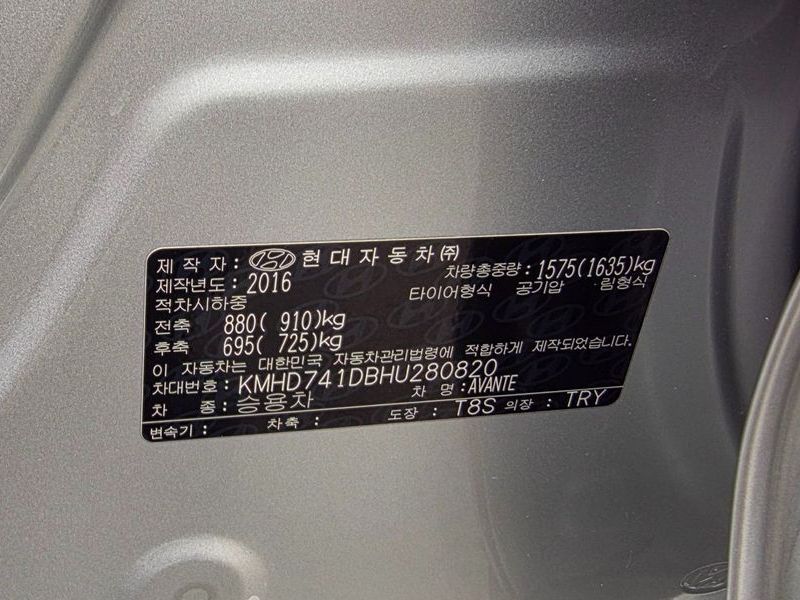 제 작 자 : 현대자동차㈜
제작년도 : 2016 차량총중량 : 1575(1635)kg
적차시하중 타이어형식 공기압 림형식
전축 880( 910)kg
후축 695( 725)kg
이 자동차는 대한민국 자동차관리법령에 적합하게 제작되었습니다.
차대번호 : KMHD741DBHU280820
차 종 : 승용차 차 명 : AVANTE
변속기 : 차축 : 도장 : T8S 의장 : TRY